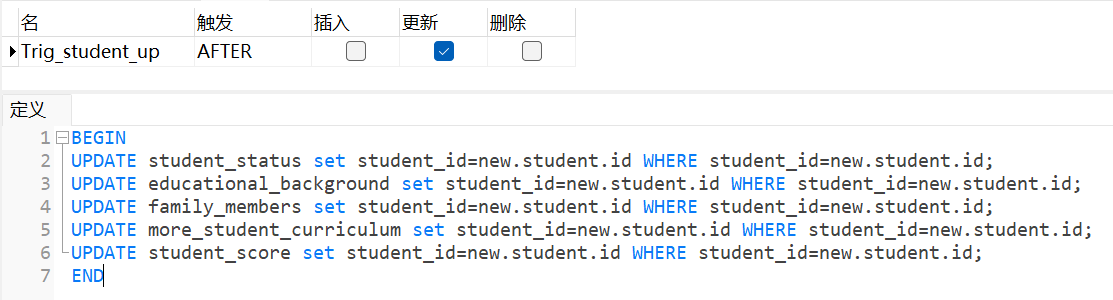 名 触发 插入 更新 删除
Trig_student_up AFTER
定义
1 BEGIN
2 UPDATE student_status set student_id=new.student.id WHERE student_id=new.student.id;
3 UPDATE educational_background set student_id=new.student.id WHERE student_id=new.student.id;
4 UPDATE family_members set student_id=new.student.id WHERE student_id=new.student.id;
5 UPDATE more_student_curriculum set student_id=new.student.id WHERE student_id=new.student.id;
6 UPDATE student_score set student_id=new.student.id WHERE student_id=new.student.id;
7 END